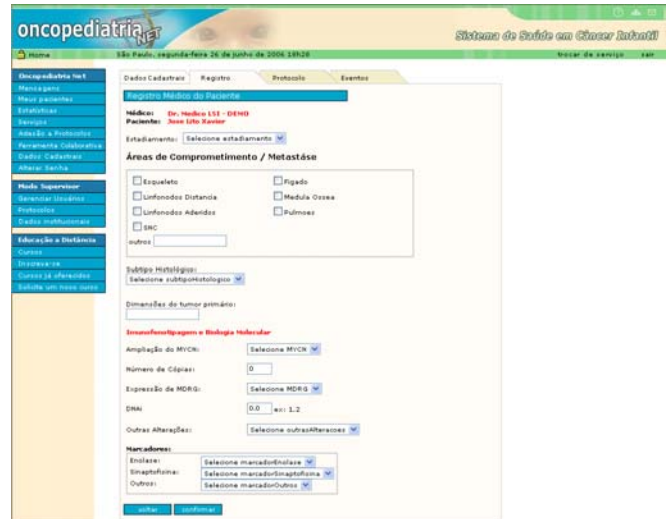 oncopediatria NET
Sistema de Saúde em Câncer Infantil
Home
São Paulo, segunda-feira 26 de junho de 2006 18h28
trocar de serviço
sair
Oncopediatria Net
Mensagens
Meus pacientes
Estatísticas
Serviços
Adesão a Protocolos
Ferramenta Colaborativa
Dados Cadastrais
Alterar Senha
Modo Supervisor
Gerenciar Usuários
Protocolos
Dados Institucionais
Educação a Distância
Cursos
Inscreva-se
Cursos já oferecidos
Solicite um novo curso
Dados Cadastrais
Registro
Protocolo
Eventos
Registro Médico do Paciente
Médico: Dr. Medico LSI - DEMO
Paciente: Jose Lito Xavier
Estadiamento: Selecione estadiamento
Áreas de Comprometimento / Metastáse
Esqueleto
Figado
Linfonodos Distancia
Medula Ossea
Linfonodos Aderidos
Pulmoes
SNC
outros
Subtipo Histológico:
Selecione subtipoHistologico
Dimensões do tumor primário:
Imunofenotipagem e Biologia Molecular
Ampliação do MYCN: Selecione MYCN
Número de Cópias: 0
Expressão de MDRG: Selecione MDRG
DNAi 0.0 ex: 1.2
Outras Alterações: Selecione outrasAlteracoes
Marcadores:
Enolase: Selecione marcadorEnolase
Sinaptofisina: Selecione marcadorSinaptofisina
Outros: Selecione marcadorOutros
voltar confirmar